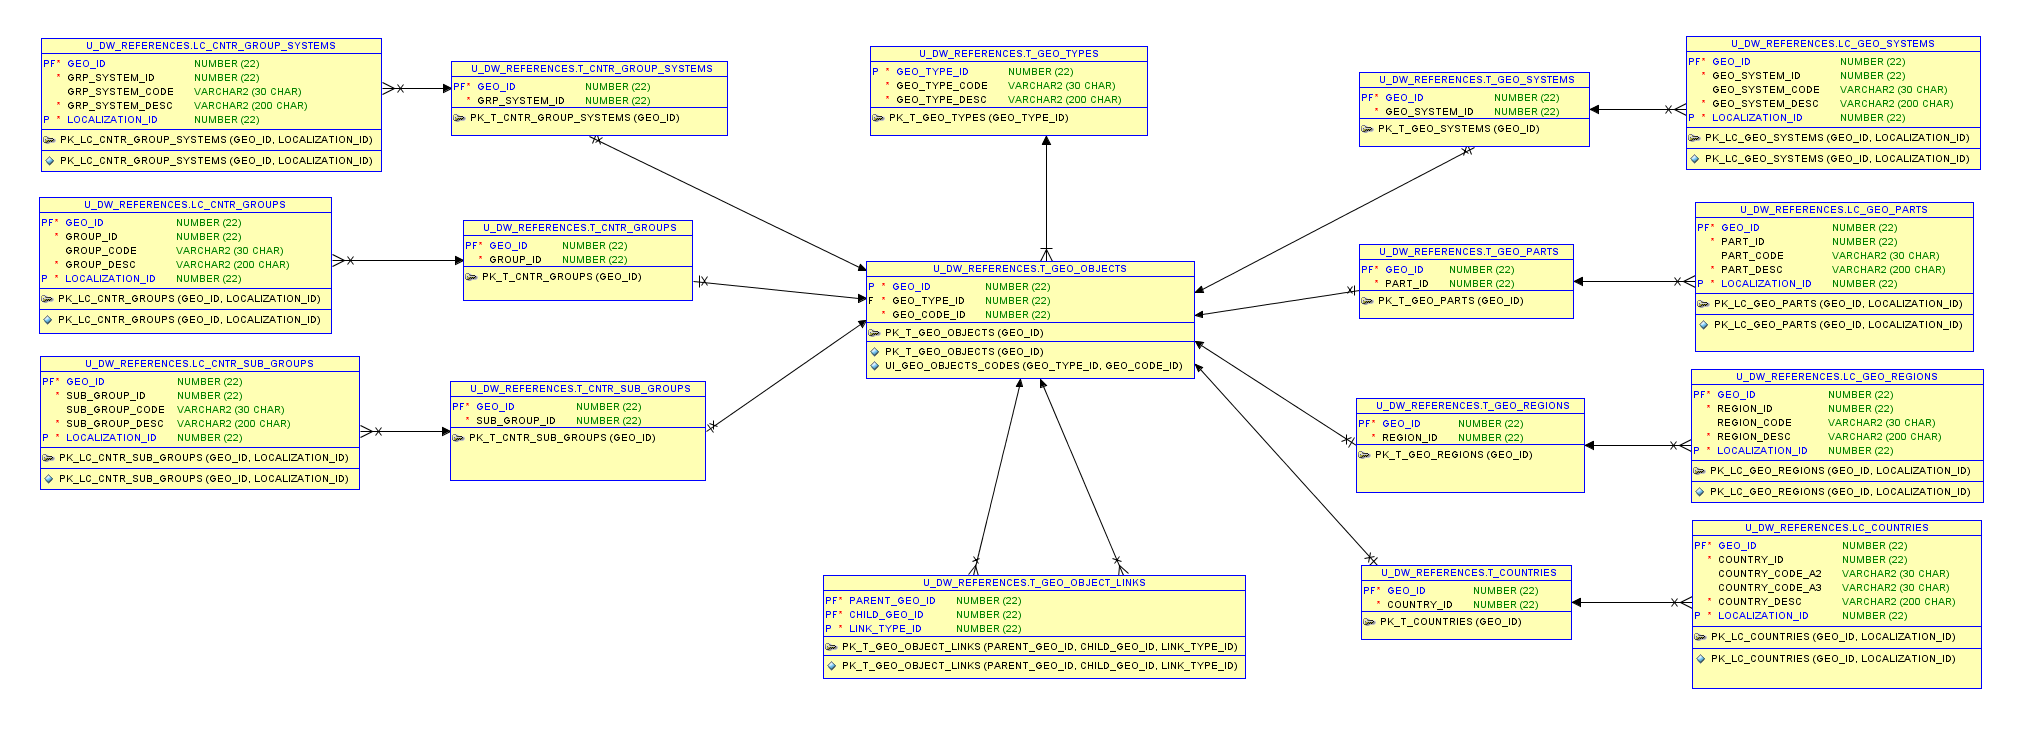 U_DW_REFERENCES.LC_CNTR_GROUP_SYSTEMS
PF* GEO_ID NUMBER (22)
* GRP_SYSTEM_ID NUMBER (22)
GRP_SYSTEM_CODE VARCHAR2 (30 CHAR)
* GRP_SYSTEM_DESC VARCHAR2 (200 CHAR)
P * LOCALIZATION_ID NUMBER (22)
PK_LC_CNTR_GROUP_SYSTEMS (GEO_ID, LOCALIZATION_ID)
PK_LC_CNTR_GROUP_SYSTEMS (GEO_ID, LOCALIZATION_ID)
U_DW_REFERENCES.T_CNTR_GROUP_SYSTEMS
PF* GEO_ID NUMBER (22)
* GRP_SYSTEM_ID NUMBER (22)
PK_T_CNTR_GROUP_SYSTEMS (GEO_ID)
U_DW_REFERENCES.T_GEO_TYPES
P * GEO_TYPE_ID NUMBER (22)
* GEO_TYPE_CODE VARCHAR2 (30 CHAR)
* GEO_TYPE_DESC VARCHAR2 (200 CHAR)
PK_T_GEO_TYPES (GEO_TYPE_ID)
U_DW_REFERENCES.T_GEO_SYSTEMS
PF* GEO_ID NUMBER (22)
* GEO_SYSTEM_ID NUMBER (22)
PK_T_GEO_SYSTEMS (GEO_ID)
U_DW_REFERENCES.LC_GEO_SYSTEMS
PF* GEO_ID NUMBER (22)
* GEO_SYSTEM_ID NUMBER (22)
GEO_SYSTEM_CODE VARCHAR2 (30 CHAR)
* GEO_SYSTEM_DESC VARCHAR2 (200 CHAR)
P * LOCALIZATION_ID NUMBER (22)
PK_LC_GEO_SYSTEMS (GEO_ID, LOCALIZATION_ID)
PK_LC_GEO_SYSTEMS (GEO_ID, LOCALIZATION_ID)
U_DW_REFERENCES.LC_CNTR_GROUPS
PF* GEO_ID NUMBER (22)
* GROUP_ID NUMBER (22)
GROUP_CODE VARCHAR2 (30 CHAR)
* GROUP_DESC VARCHAR2 (200 CHAR)
P * LOCALIZATION_ID NUMBER (22)
PK_LC_CNTR_GROUPS (GEO_ID, LOCALIZATION_ID)
PK_LC_CNTR_GROUPS (GEO_ID, LOCALIZATION_ID)
U_DW_REFERENCES.T_CNTR_GROUPS
PF* GEO_ID NUMBER (22)
* GROUP_ID NUMBER (22)
PK_T_CNTR_GROUPS (GEO_ID)
U_DW_REFERENCES.T_GEO_OBJECTS
P * GEO_ID NUMBER (22)
F * GEO_TYPE_ID NUMBER (22)
* GEO_CODE_ID NUMBER (22)
PK_T_GEO_OBJECTS (GEO_ID)
PK_T_GEO_OBJECTS (GEO_ID)
UI_GEO_OBJECTS_CODES (GEO_TYPE_ID, GEO_CODE_ID)
U_DW_REFERENCES.T_GEO_PARTS
PF* GEO_ID NUMBER (22)
* PART_ID NUMBER (22)
PK_T_GEO_PARTS (GEO_ID)
U_DW_REFERENCES.LC_GEO_PARTS
PF* GEO_ID NUMBER (22)
* PART_ID NUMBER (22)
PART_CODE VARCHAR2 (30 CHAR)
* PART_DESC VARCHAR2 (200 CHAR)
P * LOCALIZATION_ID NUMBER (22)
PK_LC_GEO_PARTS (GEO_ID, LOCALIZATION_ID)
PK_LC_GEO_PARTS (GEO_ID, LOCALIZATION_ID)
U_DW_REFERENCES.LC_CNTR_SUB_GROUPS
PF* GEO_ID NUMBER (22)
* SUB_GROUP_ID NUMBER (22)
SUB_GROUP_CODE VARCHAR2 (30 CHAR)
* SUB_GROUP_DESC VARCHAR2 (200 CHAR)
P * LOCALIZATION_ID NUMBER (22)
PK_LC_CNTR_SUB_GROUPS (GEO_ID, LOCALIZATION_ID)
PK_LC_CNTR_SUB_GROUPS (GEO_ID, LOCALIZATION_ID)
U_DW_REFERENCES.T_CNTR_SUB_GROUPS
PF* GEO_ID NUMBER (22)
* SUB_GROUP_ID NUMBER (22)
PK_T_CNTR_SUB_GROUPS (GEO_ID)
U_DW_REFERENCES.T_GEO_REGIONS
PF* GEO_ID NUMBER (22)
* REGION_ID NUMBER (22)
PK_T_GEO_REGIONS (GEO_ID)
U_DW_REFERENCES.LC_GEO_REGIONS
PF* GEO_ID NUMBER (22)
* REGION_ID NUMBER (22)
REGION_CODE VARCHAR2 (30 CHAR)
* REGION_DESC VARCHAR2 (200 CHAR)
P * LOCALIZATION_ID NUMBER (22)
PK_LC_GEO_REGIONS (GEO_ID, LOCALIZATION_ID)
PK_LC_GEO_REGIONS (GEO_ID, LOCALIZATION_ID)
U_DW_REFERENCES.T_GEO_OBJECT_LINKS
PF* PARENT_GEO_ID NUMBER (22)
PF* CHILD_GEO_ID NUMBER (22)
P * LINK_TYPE_ID NUMBER (22)
PK_T_GEO_OBJECT_LINKS (PARENT_GEO_ID, CHILD_GEO_ID, LINK_TYPE_ID)
PK_T_GEO_OBJECT_LINKS (PARENT_GEO_ID, CHILD_GEO_ID, LINK_TYPE_ID)
U_DW_REFERENCES.T_COUNTRIES
PF* GEO_ID NUMBER (22)
* COUNTRY_ID NUMBER (22)
PK_T_COUNTRIES (GEO_ID)
U_DW_REFERENCES.LC_COUNTRIES
PF* GEO_ID NUMBER (22)
* COUNTRY_ID NUMBER (22)
COUNTRY_CODE_A2 VARCHAR2 (30 CHAR)
COUNTRY_CODE_A3 VARCHAR2 (30 CHAR)
* COUNTRY_DESC VARCHAR2 (200 CHAR)
P * LOCALIZATION_ID NUMBER (22)
PK_LC_COUNTRIES (GEO_ID, LOCALIZATION_ID)
PK_LC_COUNTRIES (GEO_ID, LOCALIZATION_ID)